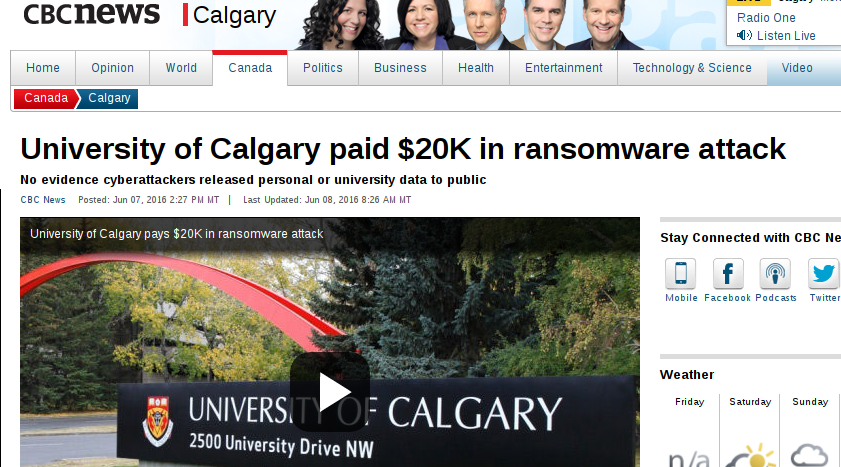 CBCnews
Calgary
Radio One
Listen Live
Home Opinion World Canada Politics Business Health Entertainment Technology & Science Video
Canada Calgary
University of Calgary paid $20K in ransomware attack
No evidence cyberattackers released personal or university data to public
CBC News Posted: Jun 07, 2016 2:27 PM MT | Last Updated: Jun 08, 2016 8:26 AM MT
University of Calgary pays $20K in ransomware attack
UNIVERSITY OF CALGARY
2500 University Drive NW
Stay Connected with CBC Ne
Mobile Facebook Podcasts Twitter
Weather
Friday Saturday Sunday
n/a